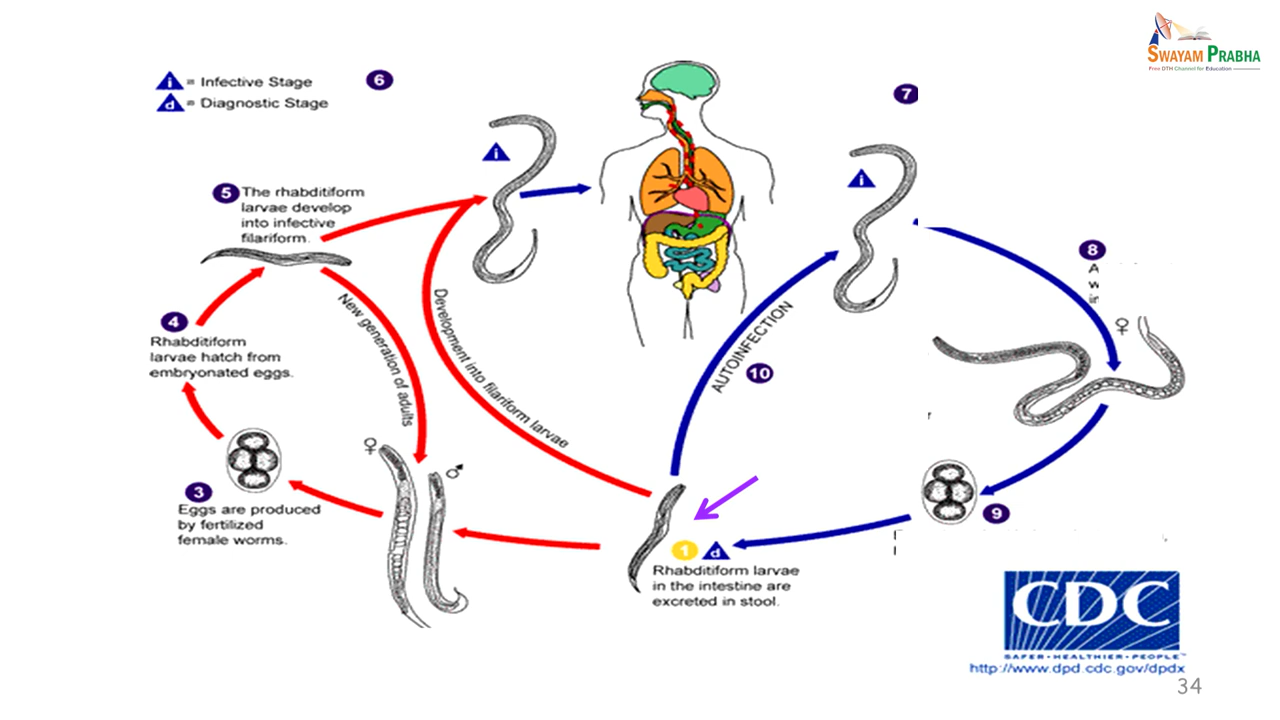 SWAYAM PRABHA
Free DTH Channel for Education
i = Infective Stage
d = Diagnostic Stage
6
7
i
i
5 The rhabditiform
larvae develop
into infective
filariform.
8
A
w
ir
4
Rhabditiform
larvae hatch from
embryonated eggs.
New generation of adults
Development into filariform larvae
AUTOINFECTION
10
♀
♀
♂
r
3
Eggs are produced
by fertilized
female worms.
9
1 d
Rhabditiform larvae
in the intestine are
excreted in stool.
CDC
SAFER • HEALTHIER • PEOPLE™
http://www.dpd.cdc.gov/dpdx
34